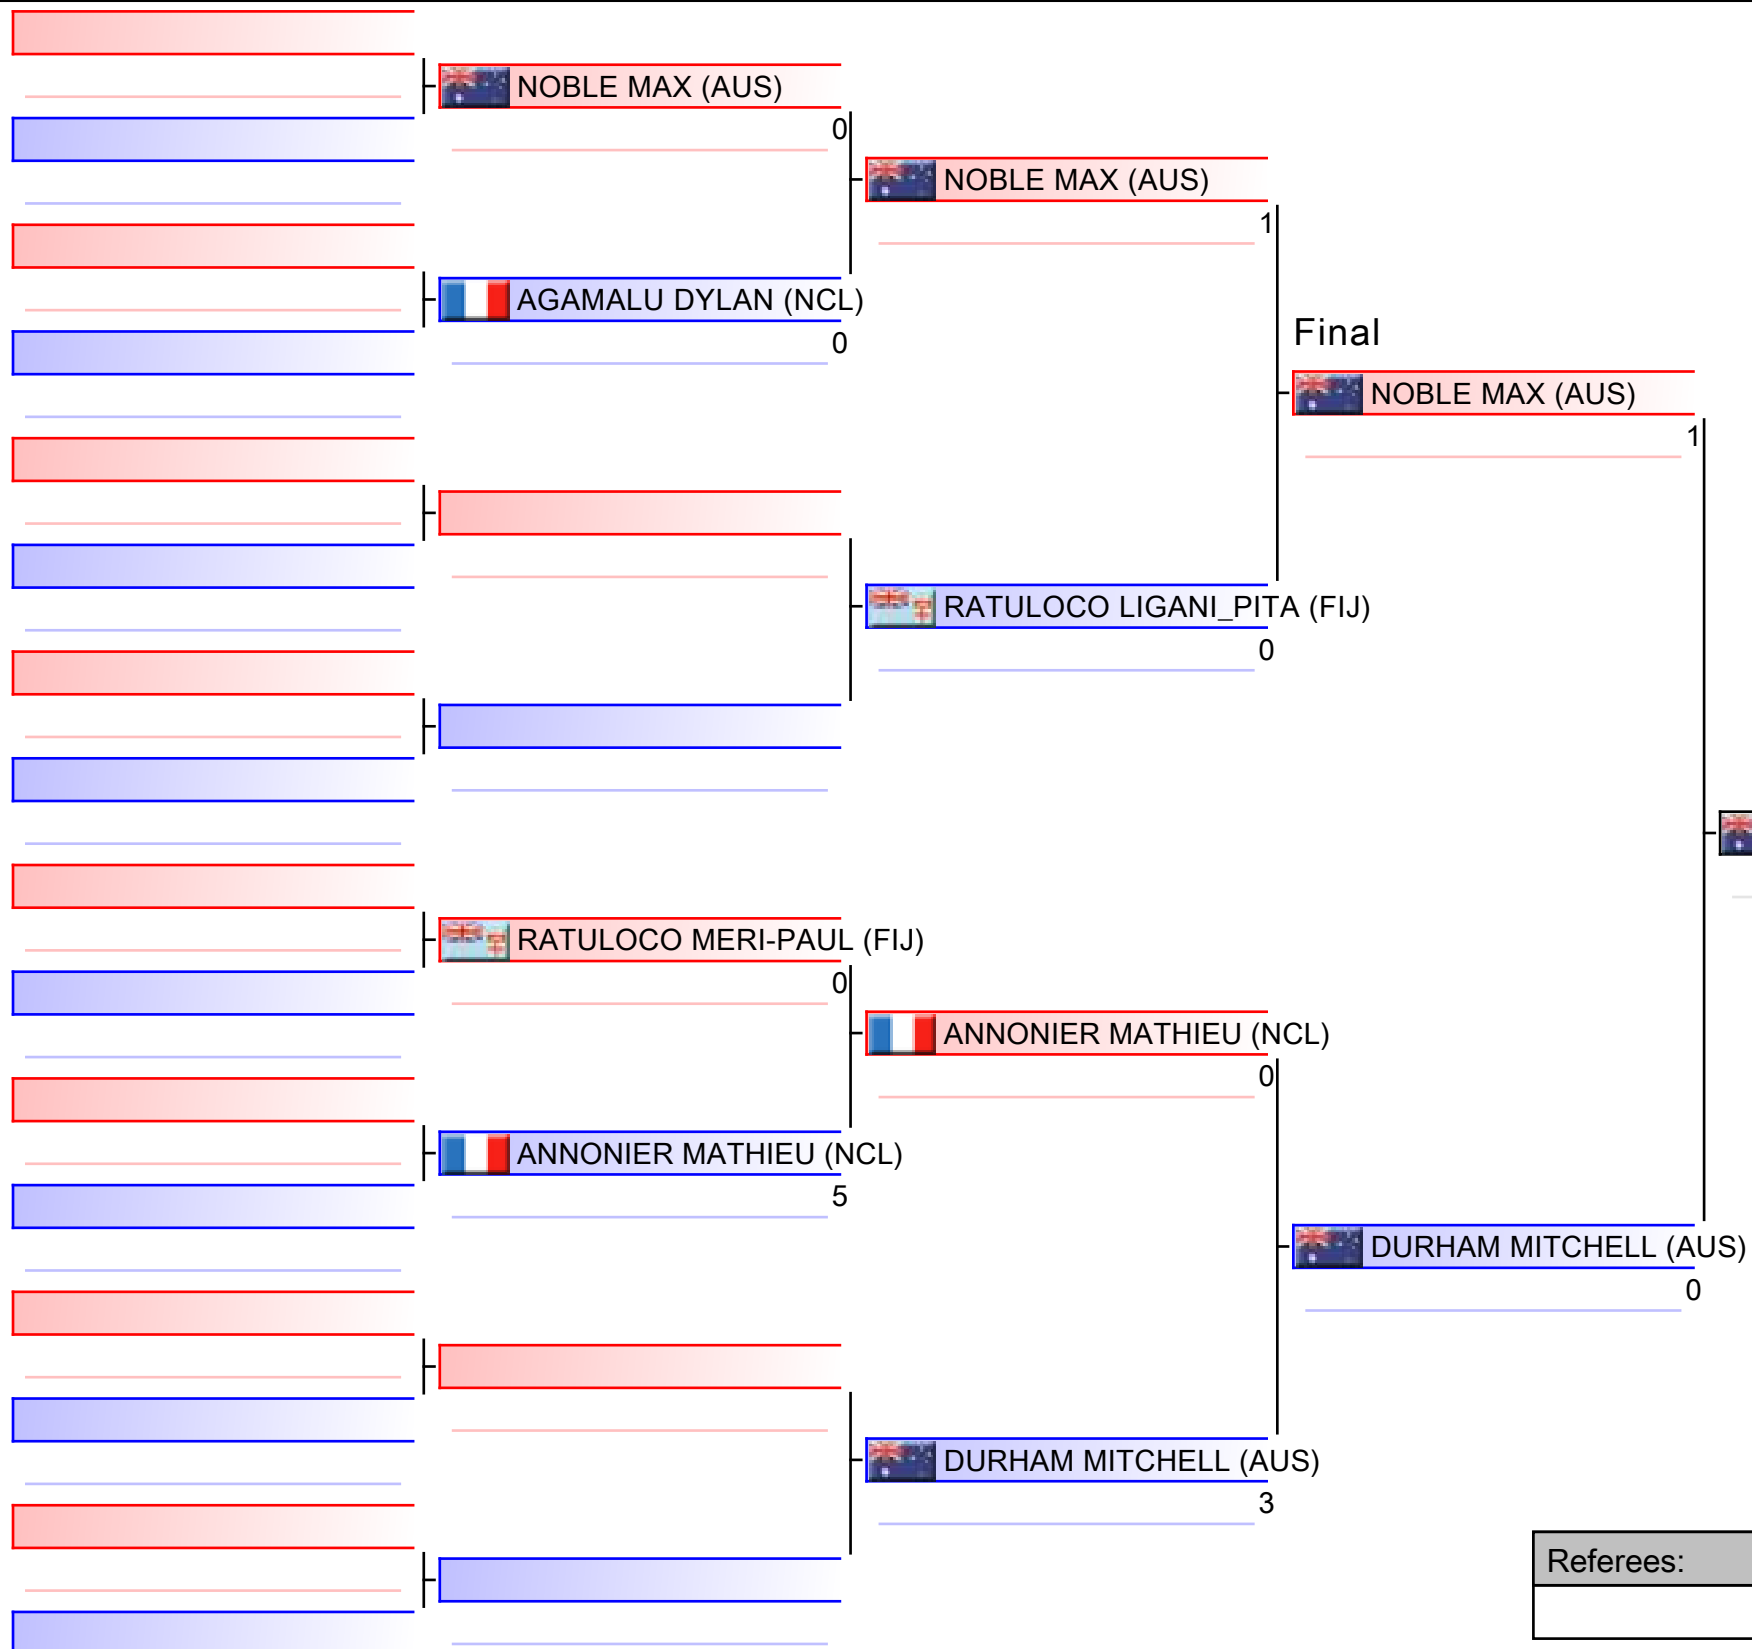 NOBLE MAX (AUS)
0
NOBLE MAX (AUS)
1
AGAMALU DYLAN (NCL)
0
Final
NOBLE MAX (AUS)
1
RATULOCO LIGANI_PITA (FIJ)
0
RATULOCO MERI-PAUL (FIJ)
0
ANNONIER MATHIEU (NCL)
0
ANNONIER MATHIEU (NCL)
5
DURHAM MITCHELL (AUS)
0
DURHAM MITCHELL (AUS)
3
Referees: